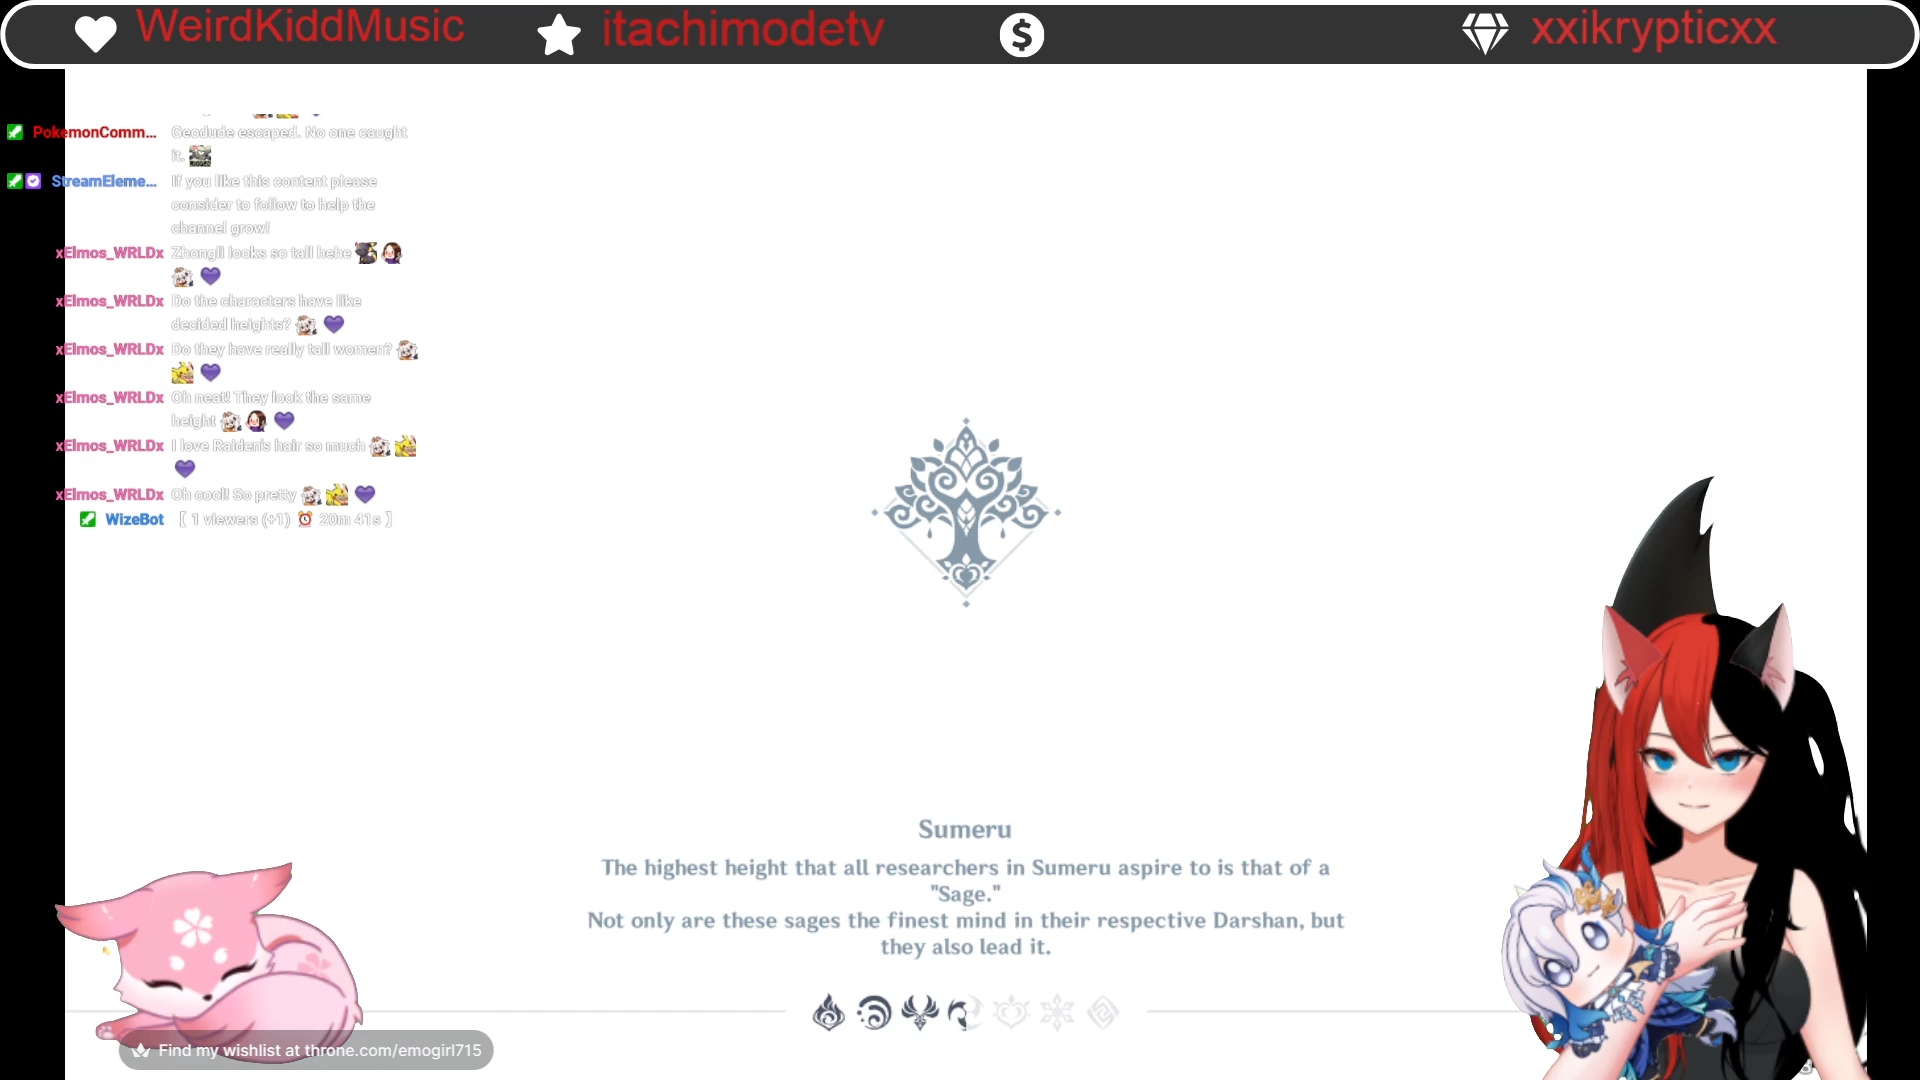 WeirdKiddMusic
itachimodetv
xxikrypticxx
PokemonComm... Geodude escaped. No one caught
it.
StreamEleme... If you like this content please
consider to follow to help the
channel grow!
xElmos_WRLDx Zhongli looks so tall hehe
xElmos_WRLDx Do the characters have like
decided heights?
xElmos_WRLDx Do they have really tall women?
xElmos_WRLDx Oh neat! They look the same
height
xElmos_WRLDx I love Raiden's hair so much
xElmos_WRLDx Oh cool! So pretty
WizeBot [ 1 viewers (+1) ⏰ 20m 41s ]
Sumeru
The highest height that all researchers in Sumeru aspire to is that of a
"Sage."
Not only are these sages the finest mind in their respective Darshan, but
they also lead it.
Find my wishlist at throne.com/emogirl715